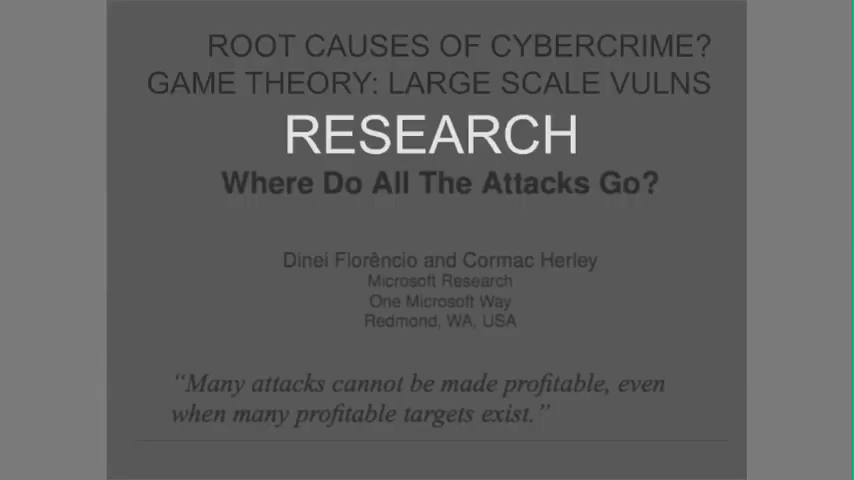 ROOT CAUSES OF CYBERCRIME?
GAME THEORY: LARGE SCALE VULNS
RESEARCH
Where Do All The Attacks Go?
Dinei Florêncio and Cormac Herley
Microsoft Research
One Microsoft Way
Redmond, WA, USA
“Many attacks cannot be made profitable, even
when many profitable targets exist.”